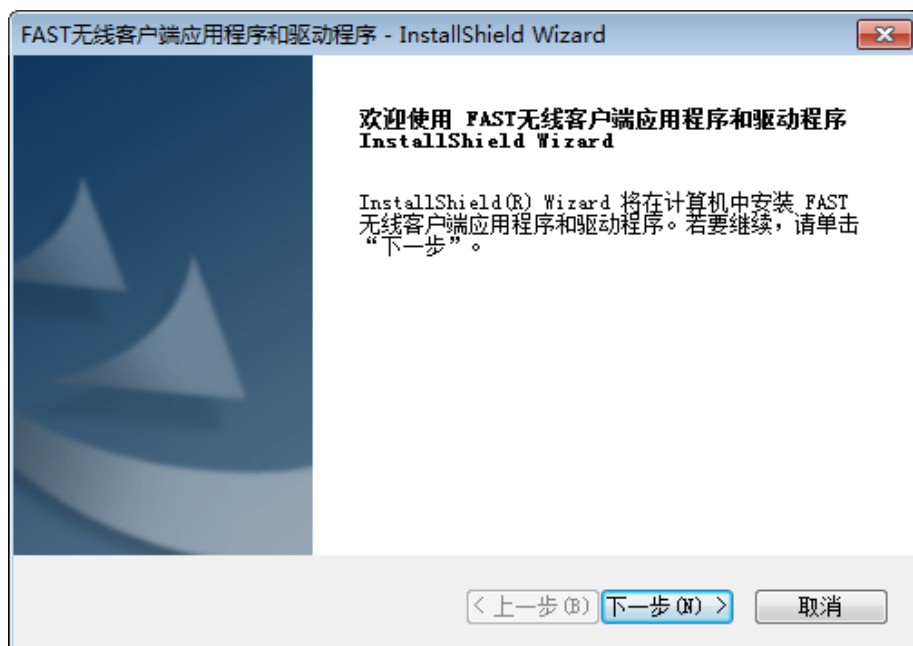 FAST无线客户端应用程序和驱动程序 - InstallShield Wizard
欢迎使用 FAST无线客户端应用程序和驱动程序
InstallShield Wizard
InstallShield(R) Wizard 将在计算机中安装 FAST
无线客户端应用程序和驱动程序。若要继续，请单击
“下一步”。
< 上一步(B) 下一步(N) > 取消